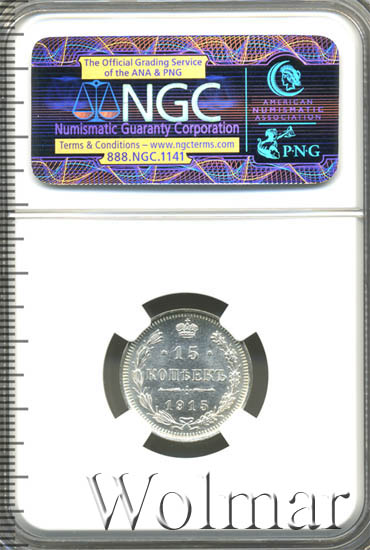 The Official Grading Service
of the ANA & PNG
NGC
Numismatic Guaranty Corporation
Terms & Conditions – www.ngcterms.com
888.NGC.1141
AMERICAN
NUMISMATIC
ASSOCIATION
PNG
15
КОПѢЕКЪ
1915
Wolmar